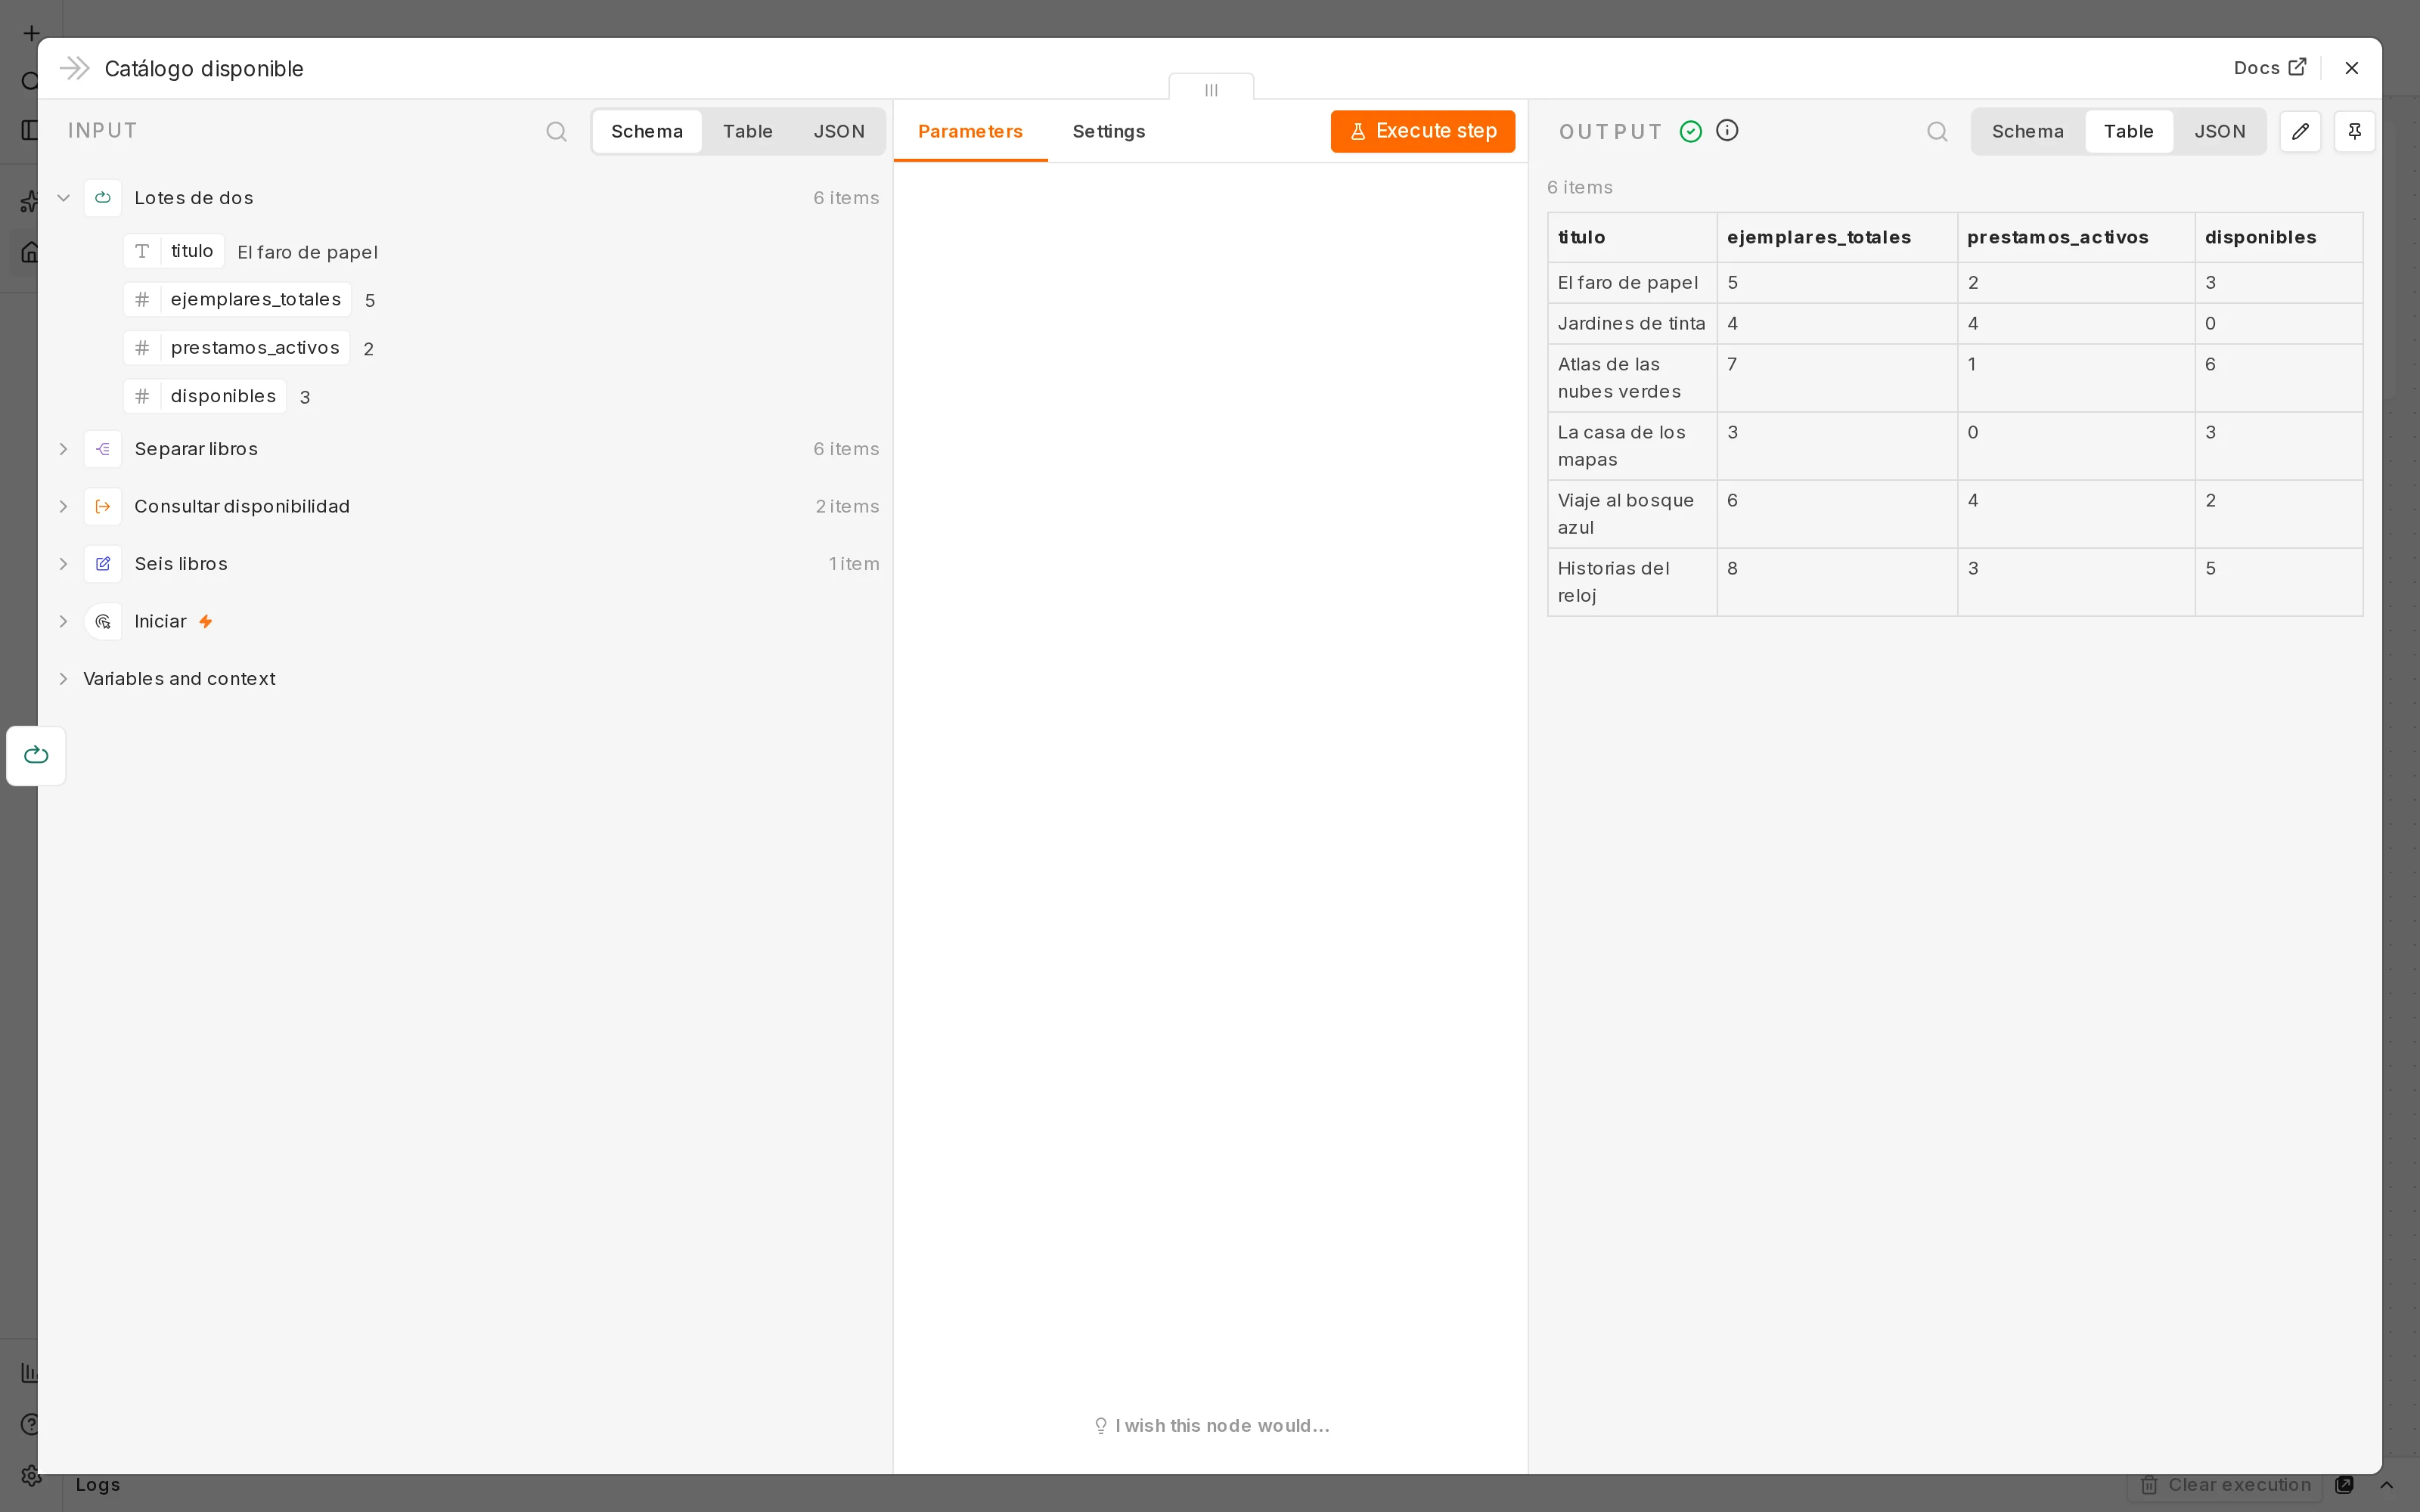 Catálogo disponible
Docs
INPUT
Schema Table JSON
Lotes de dos 6 items
titulo El faro de papel
ejemplares_totales 5
prestamos_activos 2
disponibles 3
Separar libros 6 items
Consultar disponibilidad 2 items
Seis libros 1 item
Iniciar
Variables and context
Parameters Settings Execute step
I wish this node would...
OUTPUT
Schema Table JSON
6 items
titulo ejemplares_totales prestamos_activos disponibles
El faro de papel 5 2 3
Jardines de tinta 4 4 0
Atlas de las 7 1 6
nubes verdes
La casa de los 3 0 3
mapas
Viaje al bosque 6 4 2
azul
Historias del 8 3 5
reloj
Logs
Clear execution